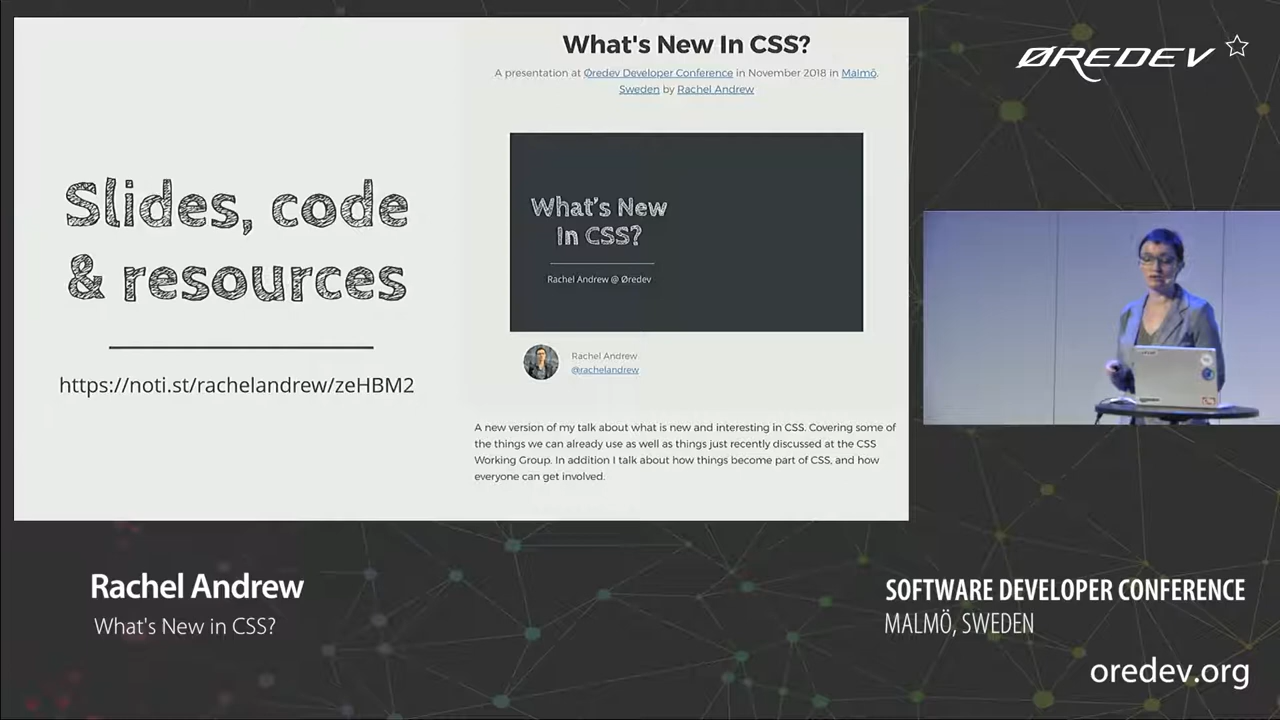 What's New In CSS?
A presentation at Øredev Developer Conference in November 2018 in Malmö,
Sweden by Rachel Andrew
Slides, code
& resources
https://noti.st/rachelandrew/zeHBM2
What's New
In CSS?
Rachel Andrew @ Øredev
Rachel Andrew
@rachelandrew
A new version of my talk about what is new and interesting in CSS. Covering some of
the things we can already use as well as things just recently discussed at the CSS
Working Group. In addition I talk about how things become part of CSS, and how
everyone can get involved.
ØREDEV
Rachel Andrew
What's New in CSS?
SOFTWARE DEVELOPER CONFERENCE
MALMÖ, SWEDEN
oredev.org